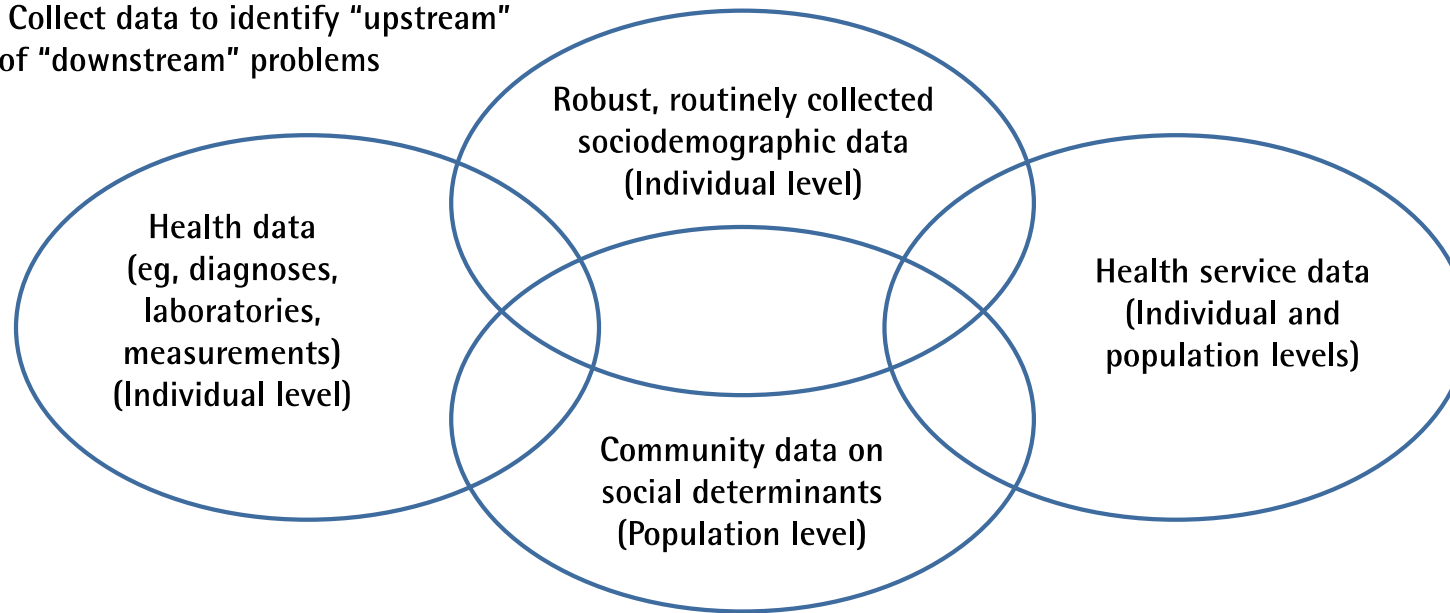 Collect data to identify “upstream”
of “downstream” problems
Robust, routinely collected
sociodemographic data
(Individual level)
Health data
(eg, diagnoses,
laboratories,
measurements)
(Individual level)
Health service data
(Individual and
population levels)
Community data on
social determinants
(Population level)